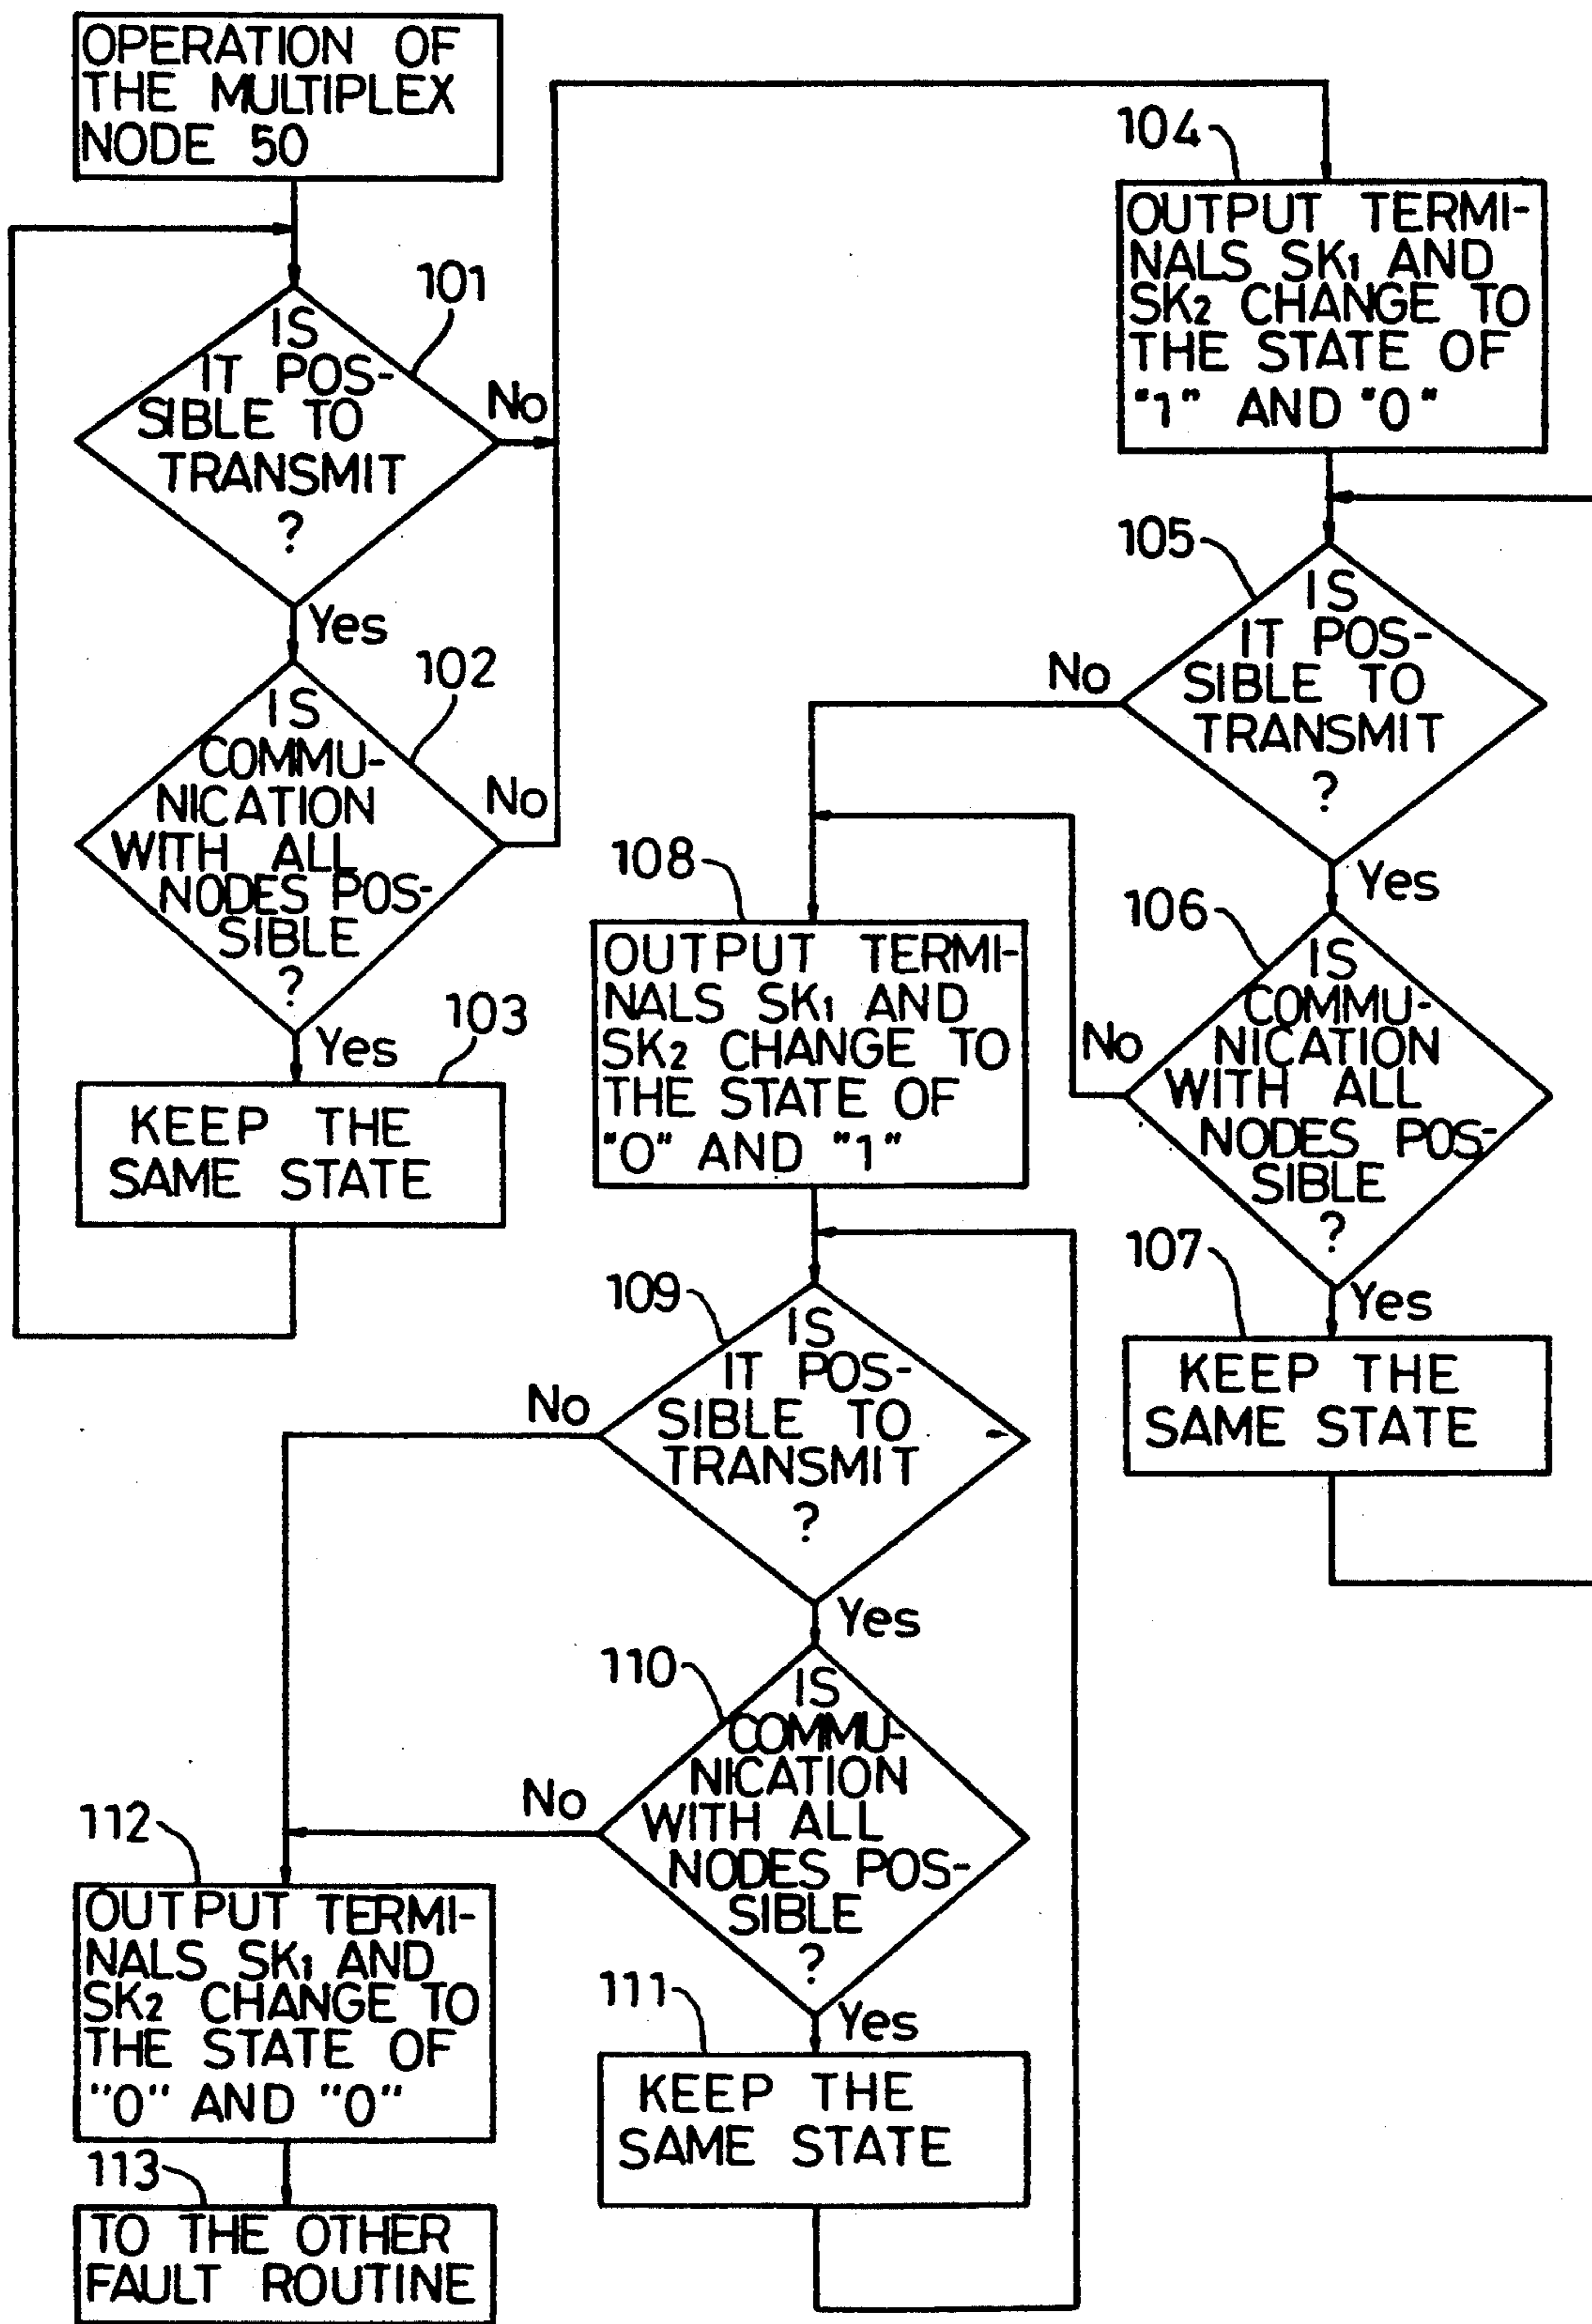 OPERATION OF
THE MULTIPLEX
NODE 50
101
IS
IT POS-
SIBLE TO
TRANSMIT
?
No
Yes
102
IS
COMMU-
NICATION
WITH ALL
NODES POS-
SIBLE
?
No
Yes
103
KEEP THE
SAME STATE
104
OUTPUT TERMI-
NALS SK1 AND
SK2 CHANGE TO
THE STATE OF
"1" AND "0"
105
IS
IT POS-
SIBLE TO
TRANSMIT
?
No
Yes
106
IS
COMMU-
NICATION
WITH ALL
NODES POS-
SIBLE
?
No
Yes
107
KEEP THE
SAME STATE
108
OUTPUT TERMI-
NALS SK1 AND
SK2 CHANGE TO
THE STATE OF
"0" AND "1"
109
IS
IT POS-
SIBLE TO
TRANSMIT
?
No
Yes
110
IS
COMMU-
NICATION
WITH ALL
NODES POS-
SIBLE
?
No
Yes
111
KEEP THE
SAME STATE
112
OUTPUT TERMI-
NALS SK1 AND
SK2 CHANGE TO
THE STATE OF
"0" AND "0"
113
TO THE OTHER
FAULT ROUTINE